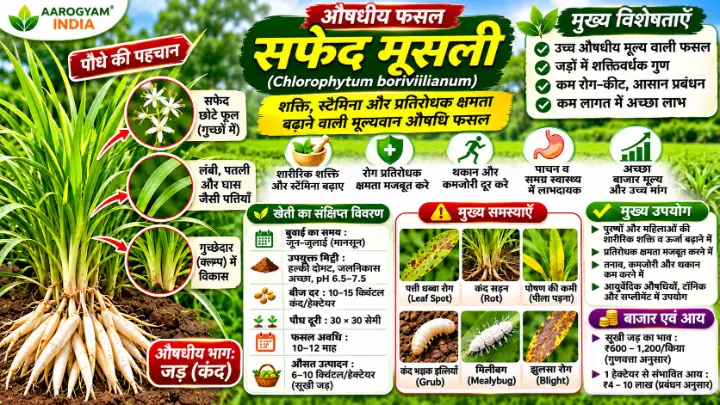 AAROGYAM®
INDIA
औषधीय फसल
सफेद मूसली
(Chlorophytum boriviilianum)
शक्ति, स्टैमिना और प्रतिरोधक क्षमता
बढ़ाने वाली मूल्यवान औषधि फसल
मुख्य विशेषताएँ
उच्च औषधीय मूल्य वाली फसल
जड़ों में शक्तिवर्धक गुण
कम रोग-कीट, आसान प्रबंधन
कम लागत में अच्छा लाभ
पौधे की पहचान
सफेद
छोटे फूल
(गुच्छों में)
लंबी, पतली
और घास
जैसी पत्तियाँ
गुच्छेदार
(क्लम्प) में
विकास
औषधीय भाग:
जड़ (कंद)
शारीरिक शक्ति
और स्टैमिना बढ़ाए
रोग प्रतिरोधक
क्षमता मजबूत करे
थकान और
कमजोरी दूर करे
पाचन व
समग्र स्वास्थ्य
में लाभदायक
अच्छा
बाजार मूल्य
और उच्च मांग
खेती का संक्षिप्त विवरण
बुवाई का समय :
जून-जुलाई (मानसून)
उपयुक्त मिट्टी :
हल्की दोमट, जलनिकास
अच्छा, pH 6.5–7.5
बीज दर : 10–15 क्विंटल
कंद/हेक्टेयर
पौध दूरी : 30 × 30 सेमी
फसल अवधि :
10–12 माह
औसत उत्पादन :
6–10 क्विंटल/हेक्टेयर
(सूखी जड़)
मुख्य समस्याएँ
पत्ती धब्बा रोग
(Leaf Spot)
कंद सड़न
(Rot)
पोषण की कमी
(पीला पड़ना)
कंद भक्षक इल्लियाँ
(Grub)
मिलीबग
(Mealybug)
झुलसा रोग
(Blight)
मुख्य उपयोग
पुरुषों और महिलाओं की
शारीरिक शक्ति व ऊर्जा बढ़ाने में
प्रतिरोधक क्षमता मजबूत करने में
तनाव, कमजोरी और थकान
कम करने में
आयुर्वेदिक औषधियों, टॉनिक
और सप्लीमेंट में उपयोग
बाजार एवं आय
सूखी जड़ का भाव :
₹600 – 1,200/किग्रा
(गुणवत्ता अनुसार)
1 हेक्टेयर से संभावित आय :
₹4 – 10 लाख (प्रबंधन अनुसार)